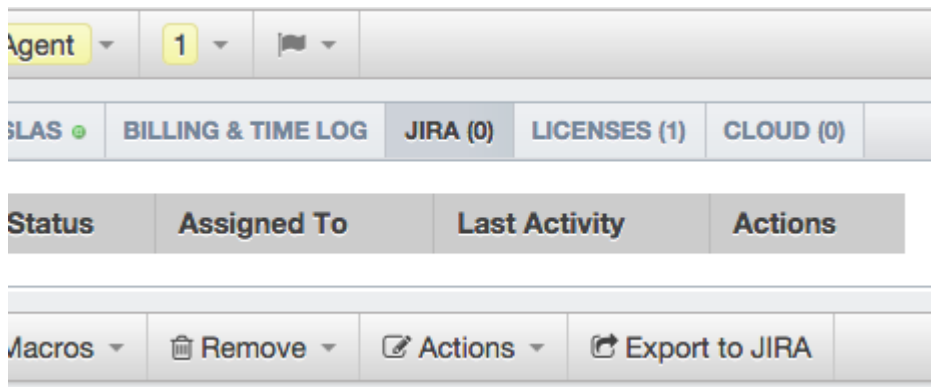 Agent 1
SLAS BILLING & TIME LOG JIRA (0) LICENSES (1) CLOUD (0)
Status Assigned To Last Activity Actions
Macros Remove Actions Export to JIRA